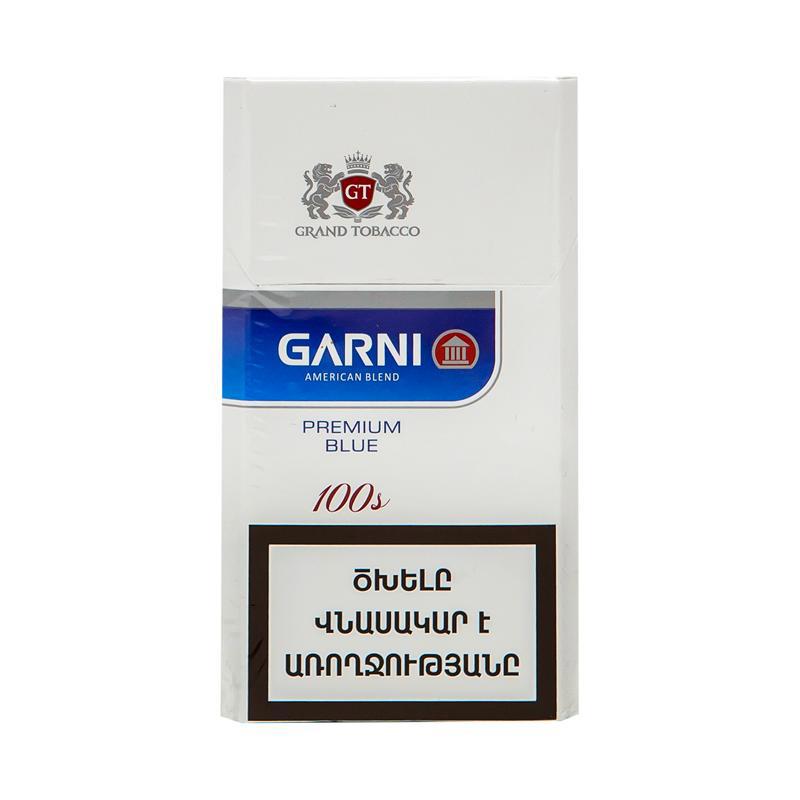 GT
GRAND TOBACCO
GARNI
AMERICAN BLEND
PREMIUM
BLUE
100s
ԾԽԵԼԸ
ՎՆԱՍԱԿԱՐ Է
ԱՌՈՂՋՈՒԹՅԱՆԸ